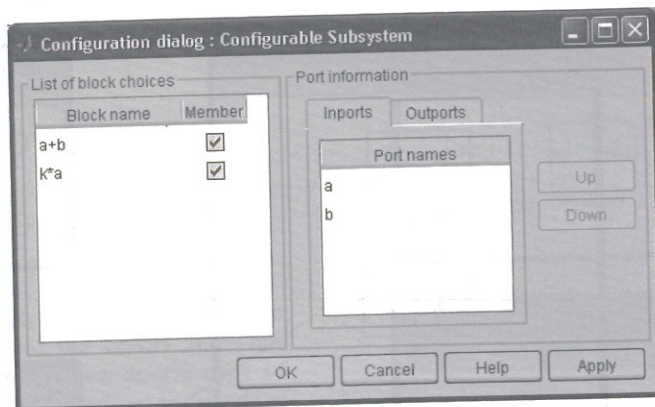 Configuration dialog : Configurable Subsystem
List of block choices
Block name Member
a+b
k*a
Port information
Inports Outports
Port names
a
b
Up
Down
OK Cancel Help Apply